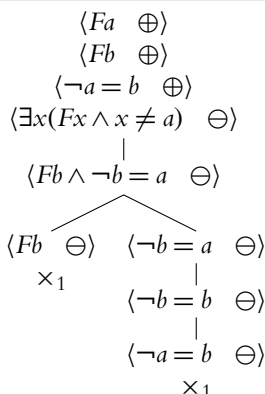 ⟨Fa ⊕⟩
⟨Fb ⊕⟩
⟨¬a = b ⊕⟩
⟨∃x(Fx ∧ x ≠ a) ⊖⟩
⟨Fb ∧ ¬b = a ⊖⟩
⟨Fb ⊖⟩ ⟨¬b = a ⊖⟩
×₁
⟨¬b = b ⊖⟩
⟨¬a = b ⊖⟩
×₁